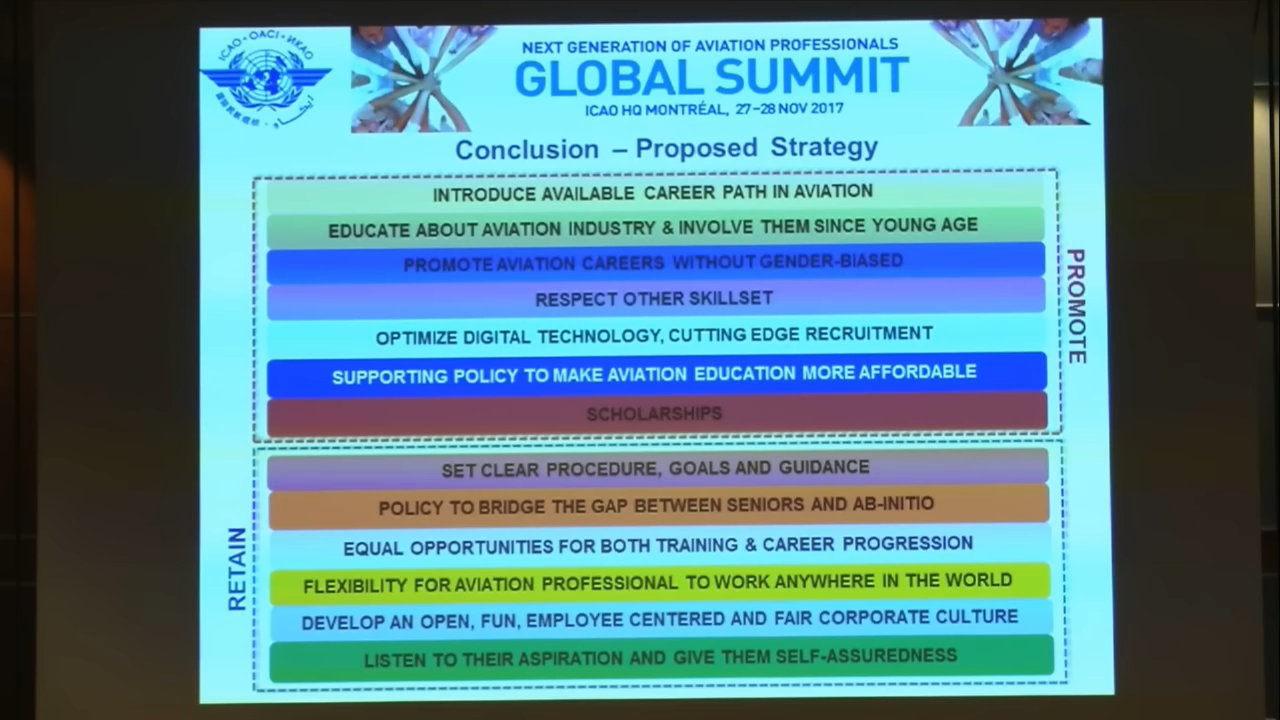 ICAO · OACI · ИКАО
NEXT GENERATION OF AVIATION PROFESSIONALS
GLOBAL SUMMIT
ICAO HQ MONTRÉAL, 27–28 NOV 2017
Conclusion – Proposed Strategy
INTRODUCE AVAILABLE CAREER PATH IN AVIATION
EDUCATE ABOUT AVIATION INDUSTRY & INVOLVE THEM SINCE YOUNG AGE
PROMOTE AVIATION CAREERS WITHOUT GENDER-BIASED
RESPECT OTHER SKILLSET
OPTIMIZE DIGITAL TECHNOLOGY, CUTTING EDGE RECRUITMENT
SUPPORTING POLICY TO MAKE AVIATION EDUCATION MORE AFFORDABLE
SCHOLARSHIPS
PROMOTE
SET CLEAR PROCEDURE, GOALS AND GUIDANCE
POLICY TO BRIDGE THE GAP BETWEEN SENIORS AND AB-INITIO
EQUAL OPPORTUNITIES FOR BOTH TRAINING & CAREER PROGRESSION
FLEXIBILITY FOR AVIATION PROFESSIONAL TO WORK ANYWHERE IN THE WORLD
DEVELOP AN OPEN, FUN, EMPLOYEE CENTERED AND FAIR CORPORATE CULTURE
LISTEN TO THEIR ASPIRATION AND GIVE THEM SELF-ASSUREDNESS
RETAIN